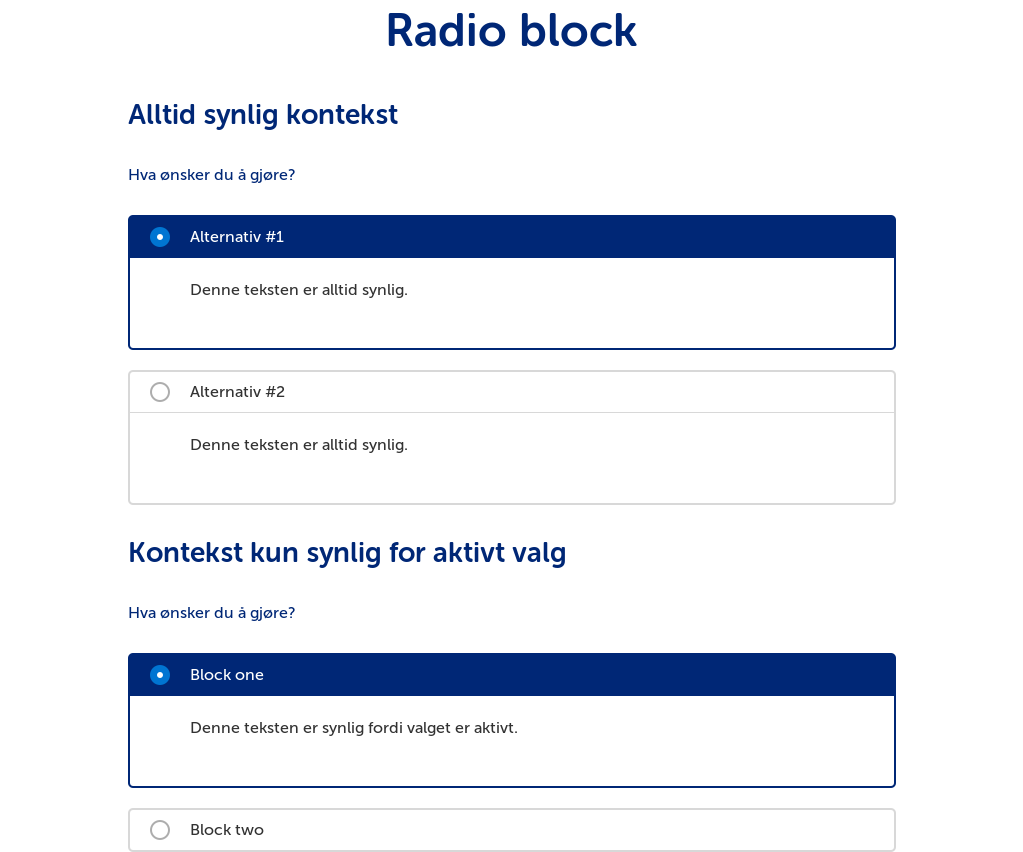 Radio block
Alltid synlig kontekst
Hva ønsker du å gjøre?
Alternativ #1
Denne teksten er alltid synlig.
Alternativ #2
Denne teksten er alltid synlig.
Kontekst kun synlig for aktivt valg
Hva ønsker du å gjøre?
Block one
Denne teksten er synlig fordi valget er aktivt.
Block two